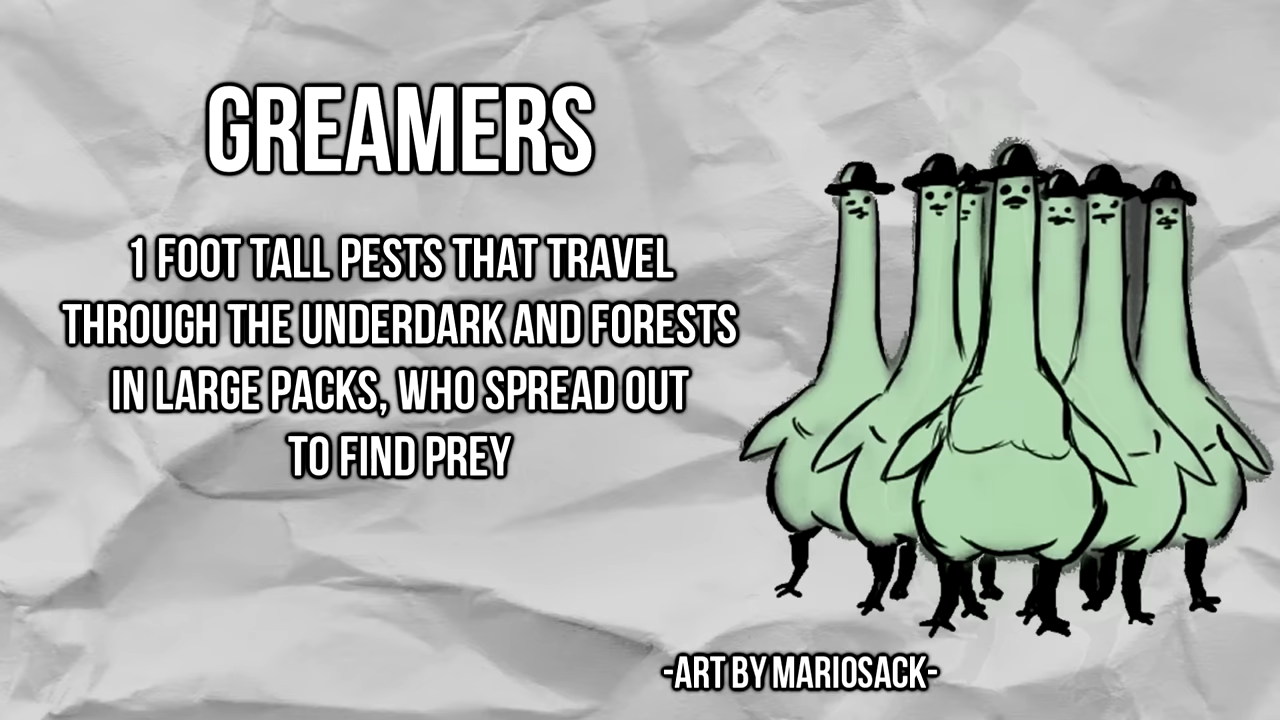 GREAMERS
1 FOOT TALL PESTS THAT TRAVEL
THROUGH THE UNDERDARK AND FORESTS
IN LARGE PACKS, WHO SPREAD OUT
TO FIND PREY
-ART BY MARIOSACK-